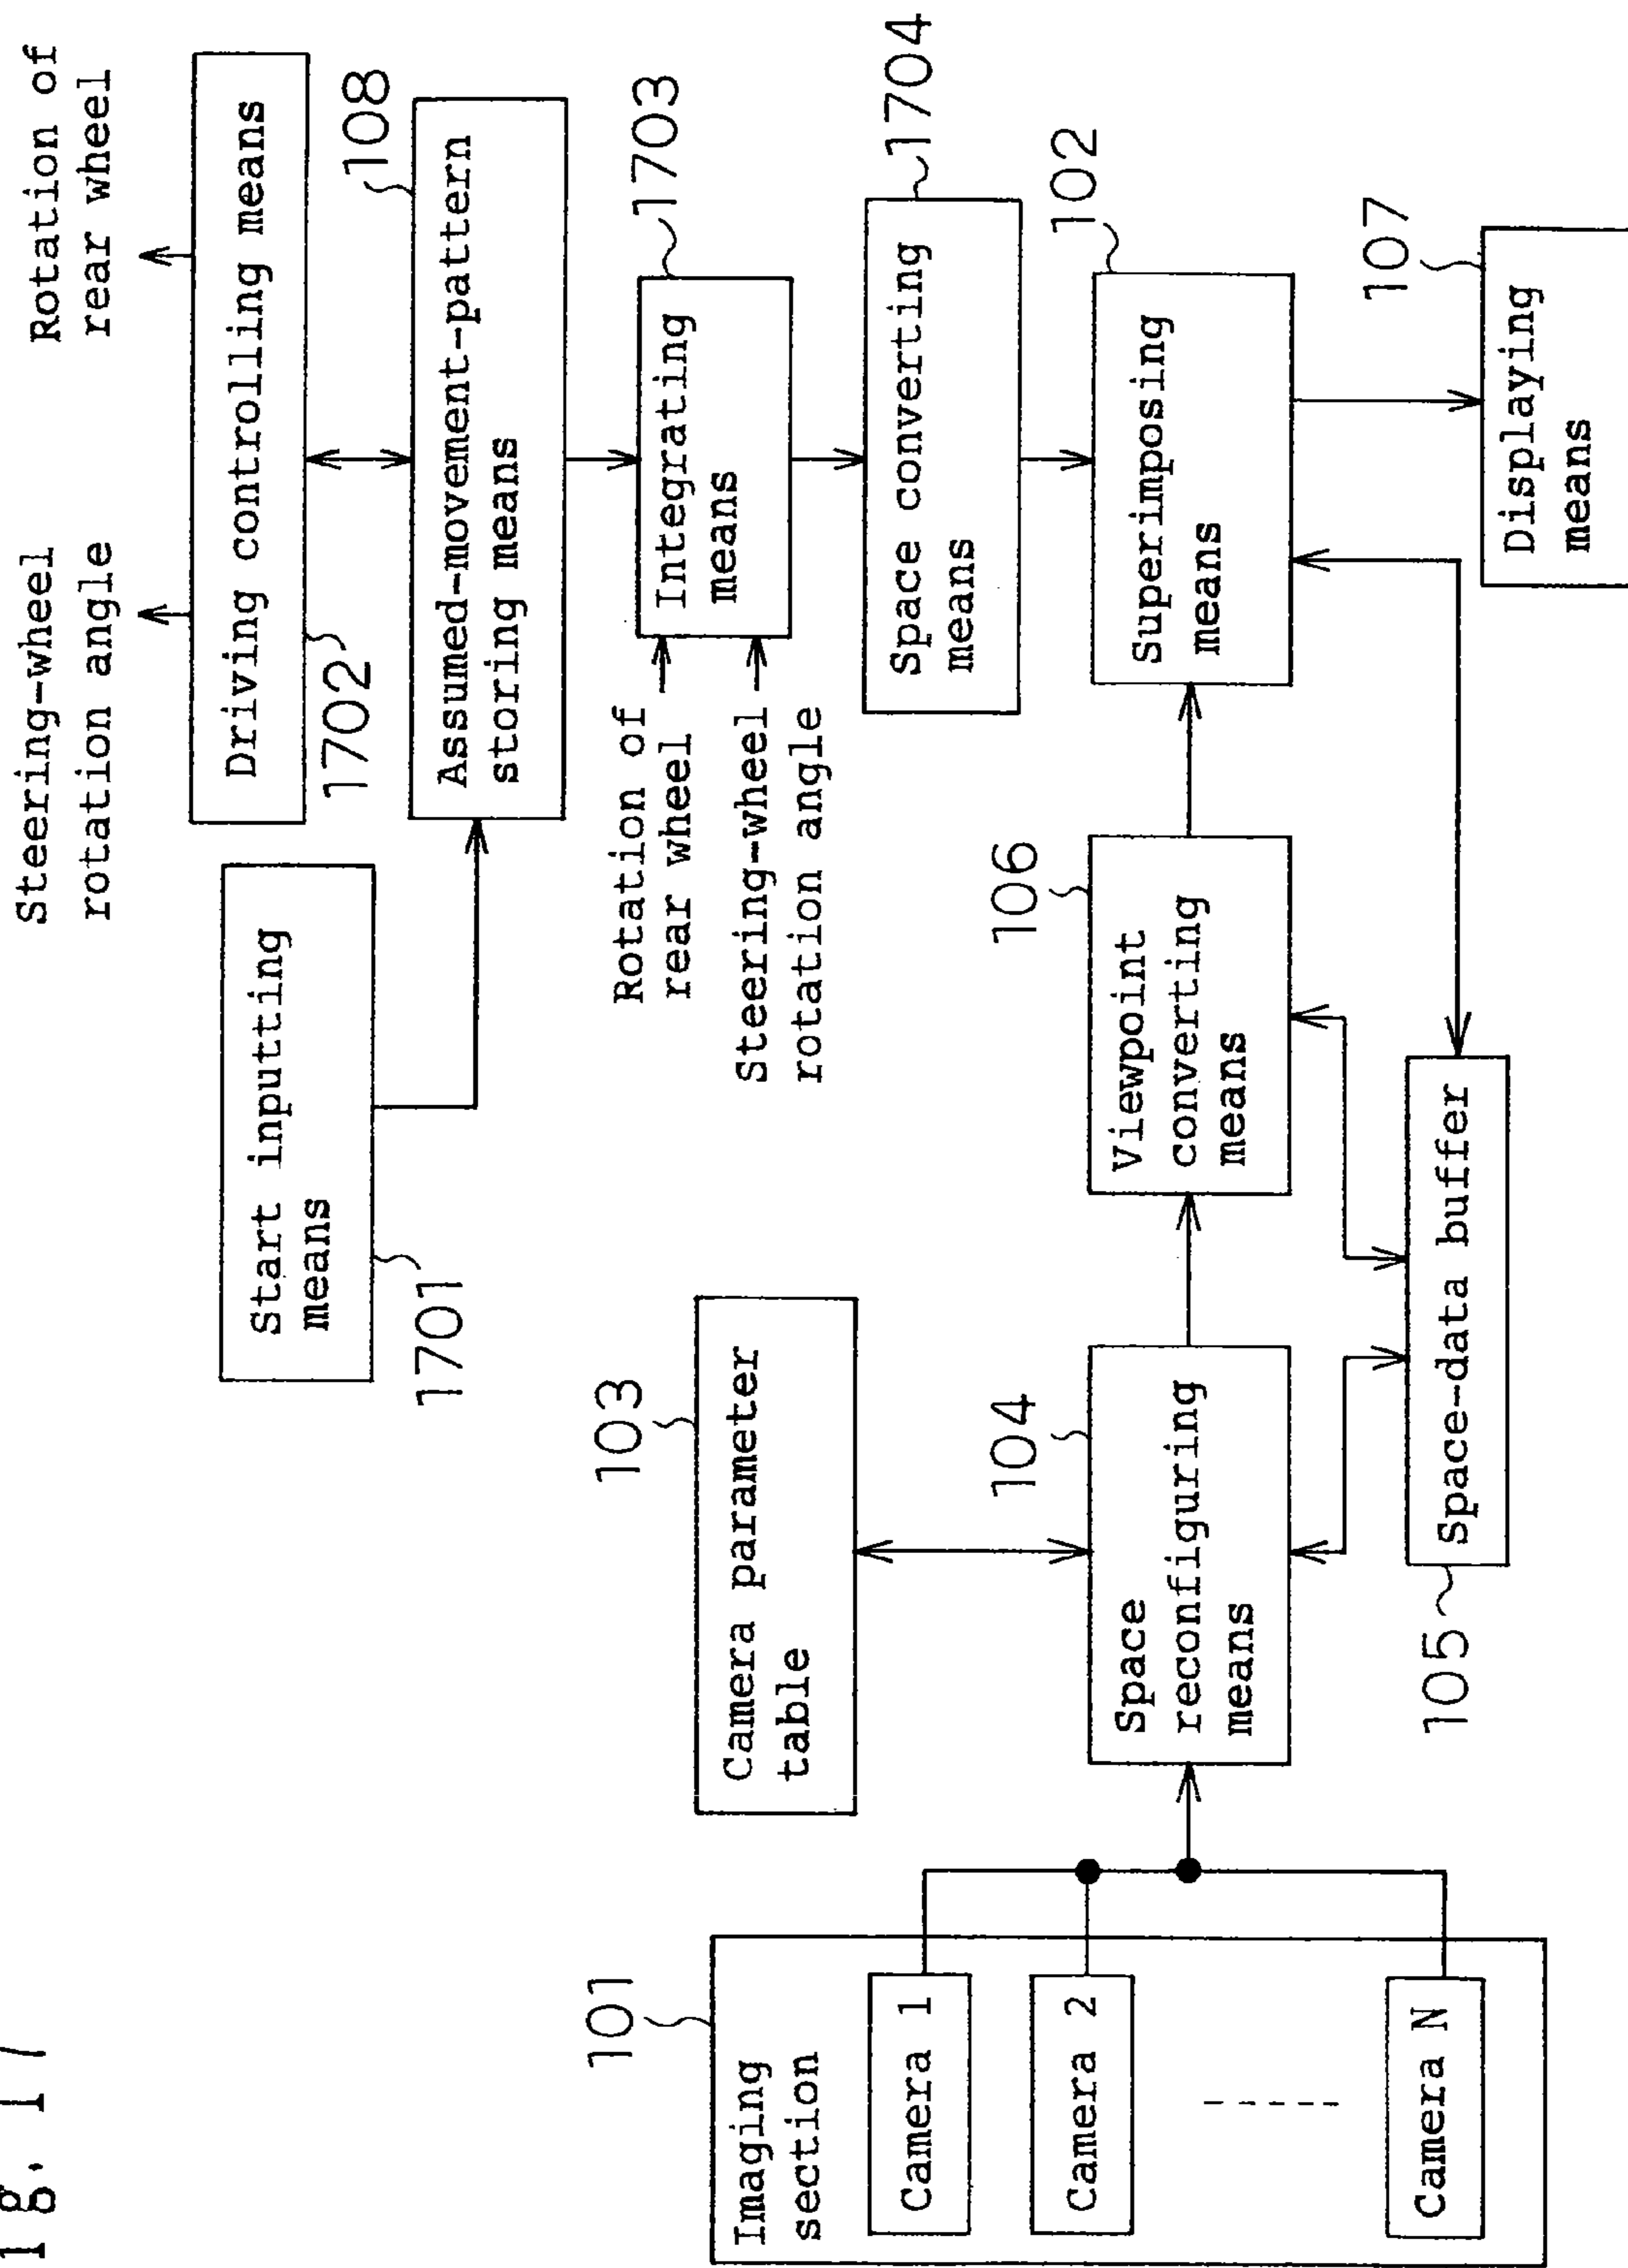 ig. 17
Steering-wheel
rotation angle
Rotation of
rear wheel
Driving controlling means
1702
Start inputting
means
1701
108
Assumed-movement-pattern
storing means
Rotation of
rear wheel
Steering-wheel
rotation angle
Integrating
means
1703
Space converting
means
1704
103
Camera parameter
table
101
Imaging
section
Camera 1
Camera 2
Camera N
104
Space
reconfiguring
means
106
Viewpoint
converting
means
102
Superimposing
means
105
Space-data buffer
107
Displaying
means